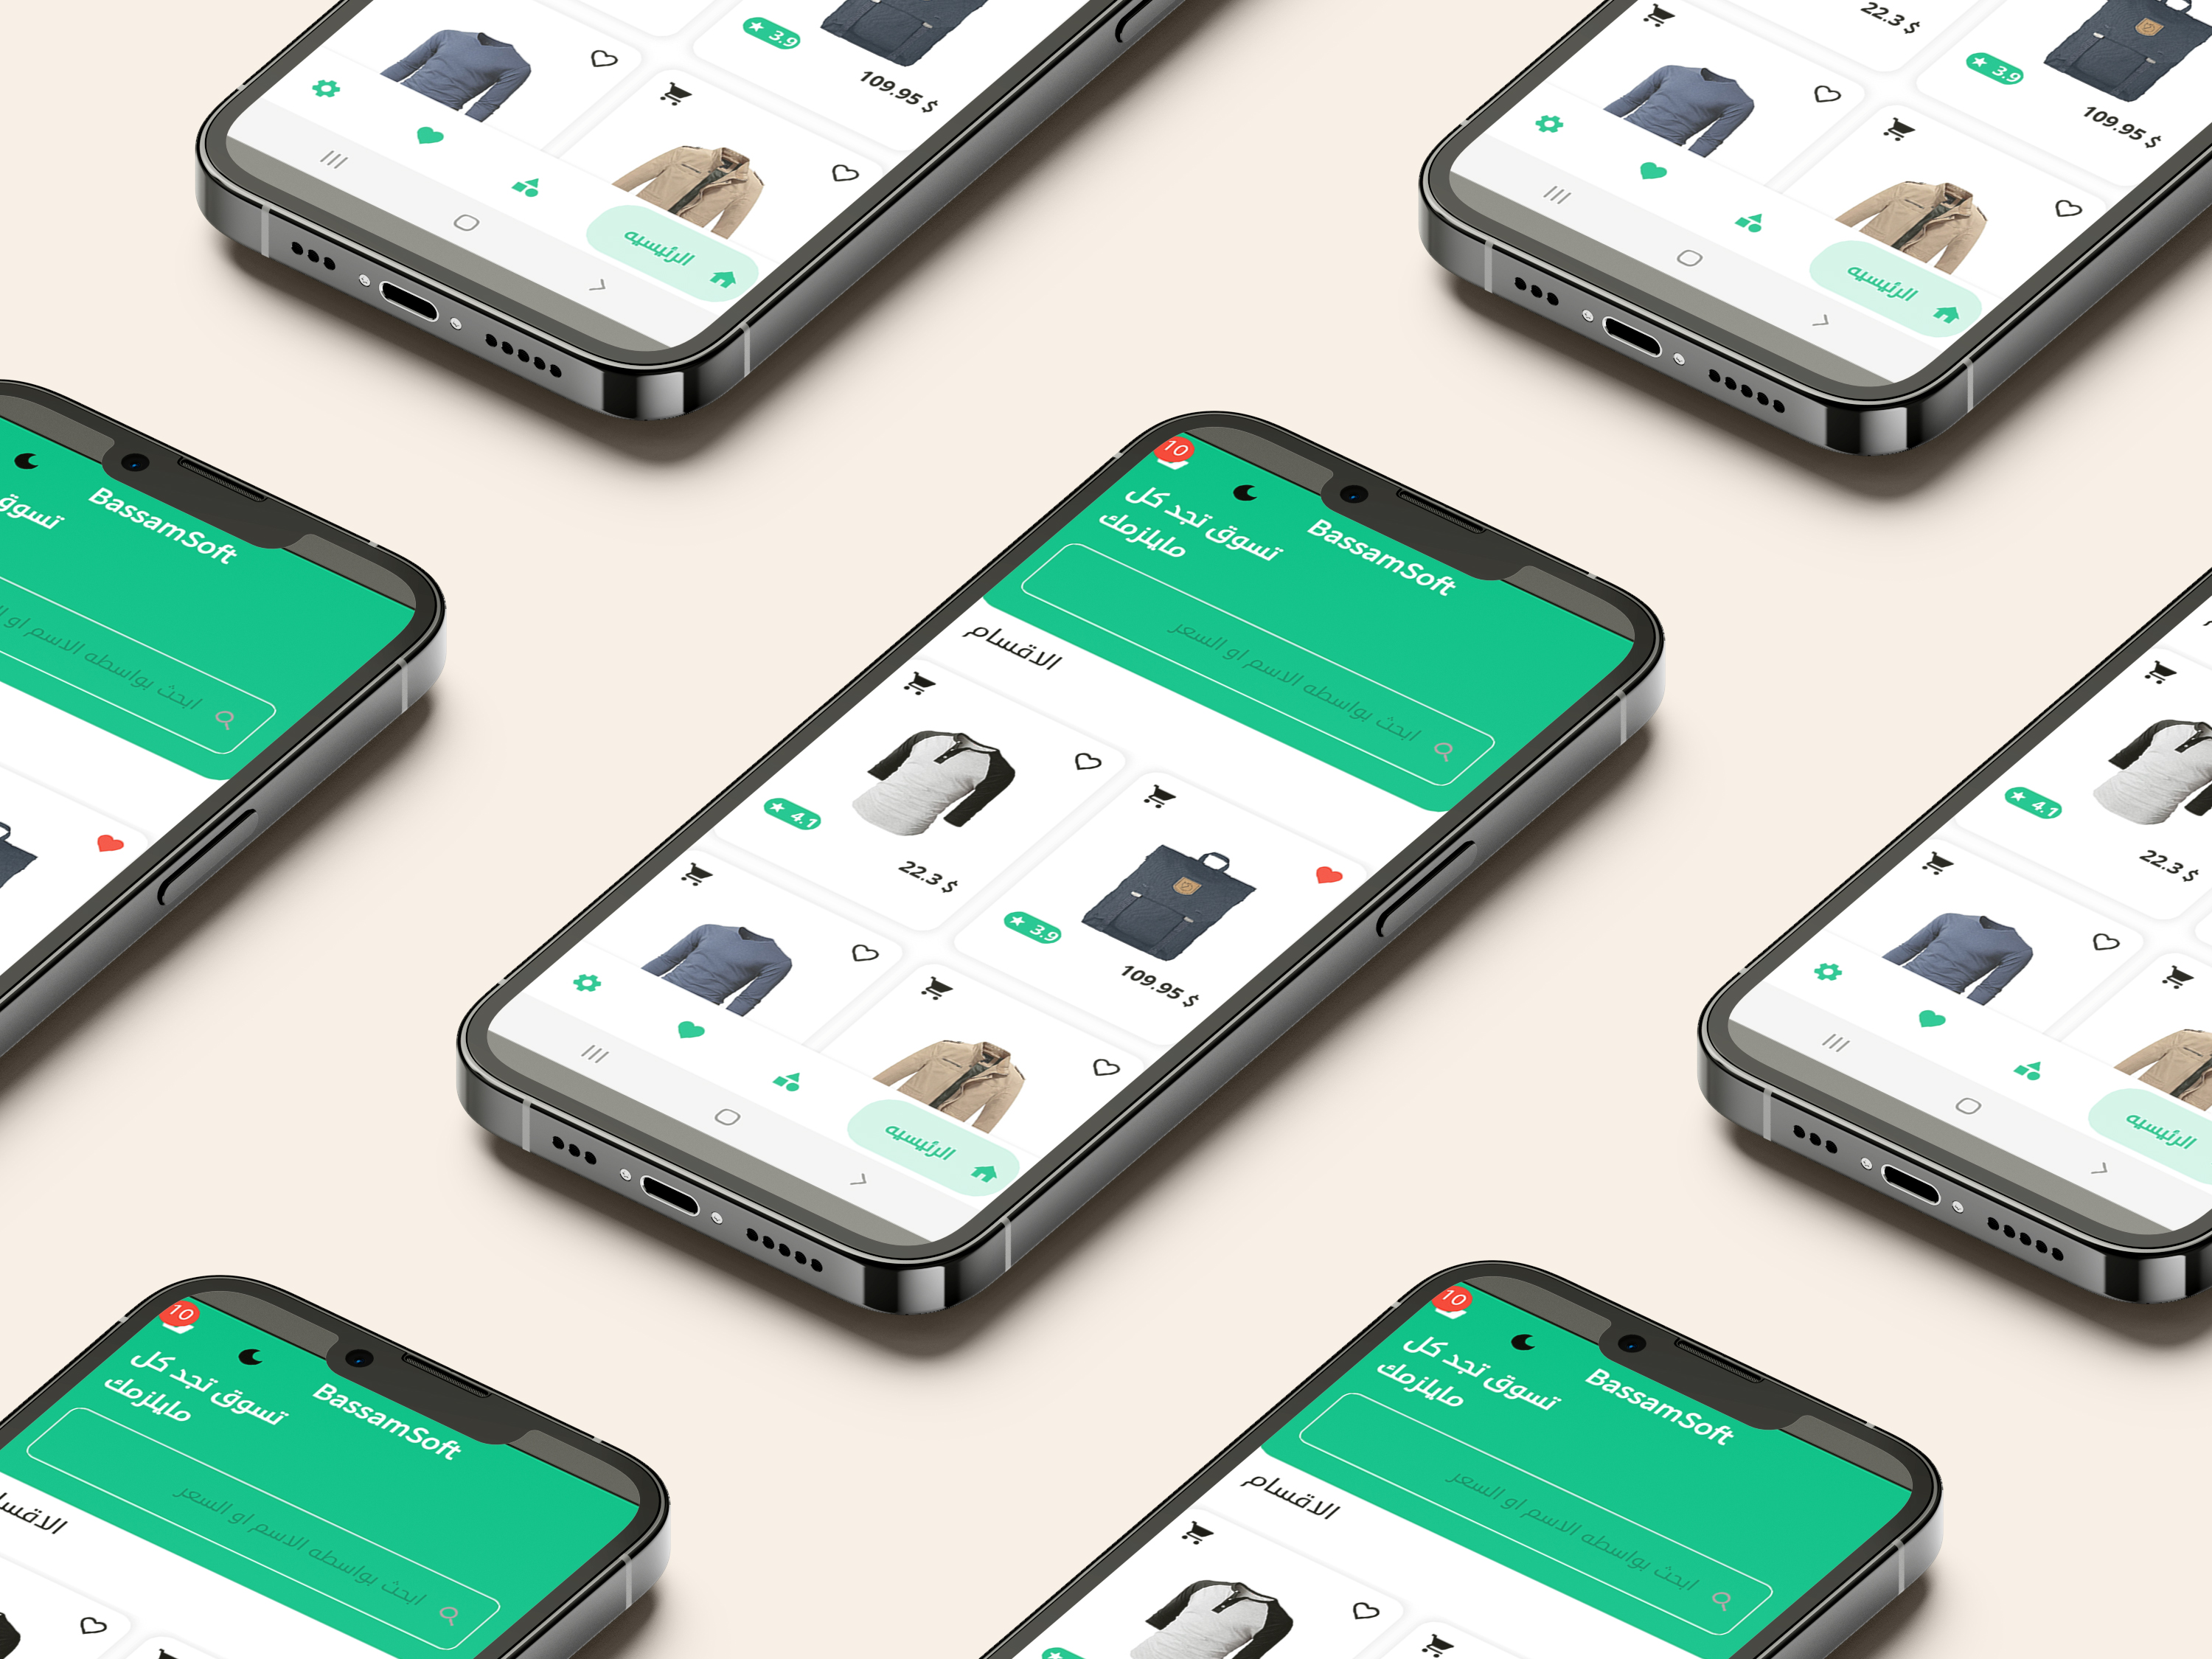 3.9
109.95 $
الرئيسيه
22.3 $
3.9
109.95 $
الرئيسيه
BassamSoft
تسوق
ابحث بواسطه الاسم او
10
BassamSoft
تسوق تجد كل
مايلزمك
ابحث بواسطه الاسم او السعر
الاقسام
4.1
22.3 $
3.9
109.95 $
الرئيسيه
4.1
22.3 $
الرئيسيه
10
BassamSoft
تسوق تجد كل
مايلزمك
ابحث بواسطه الاسم او السعر
الاقسام
10
BassamSoft
تسوق تجد كل
مايلزمك
ابحث بواسطه الاسم او السعر
الاقسام